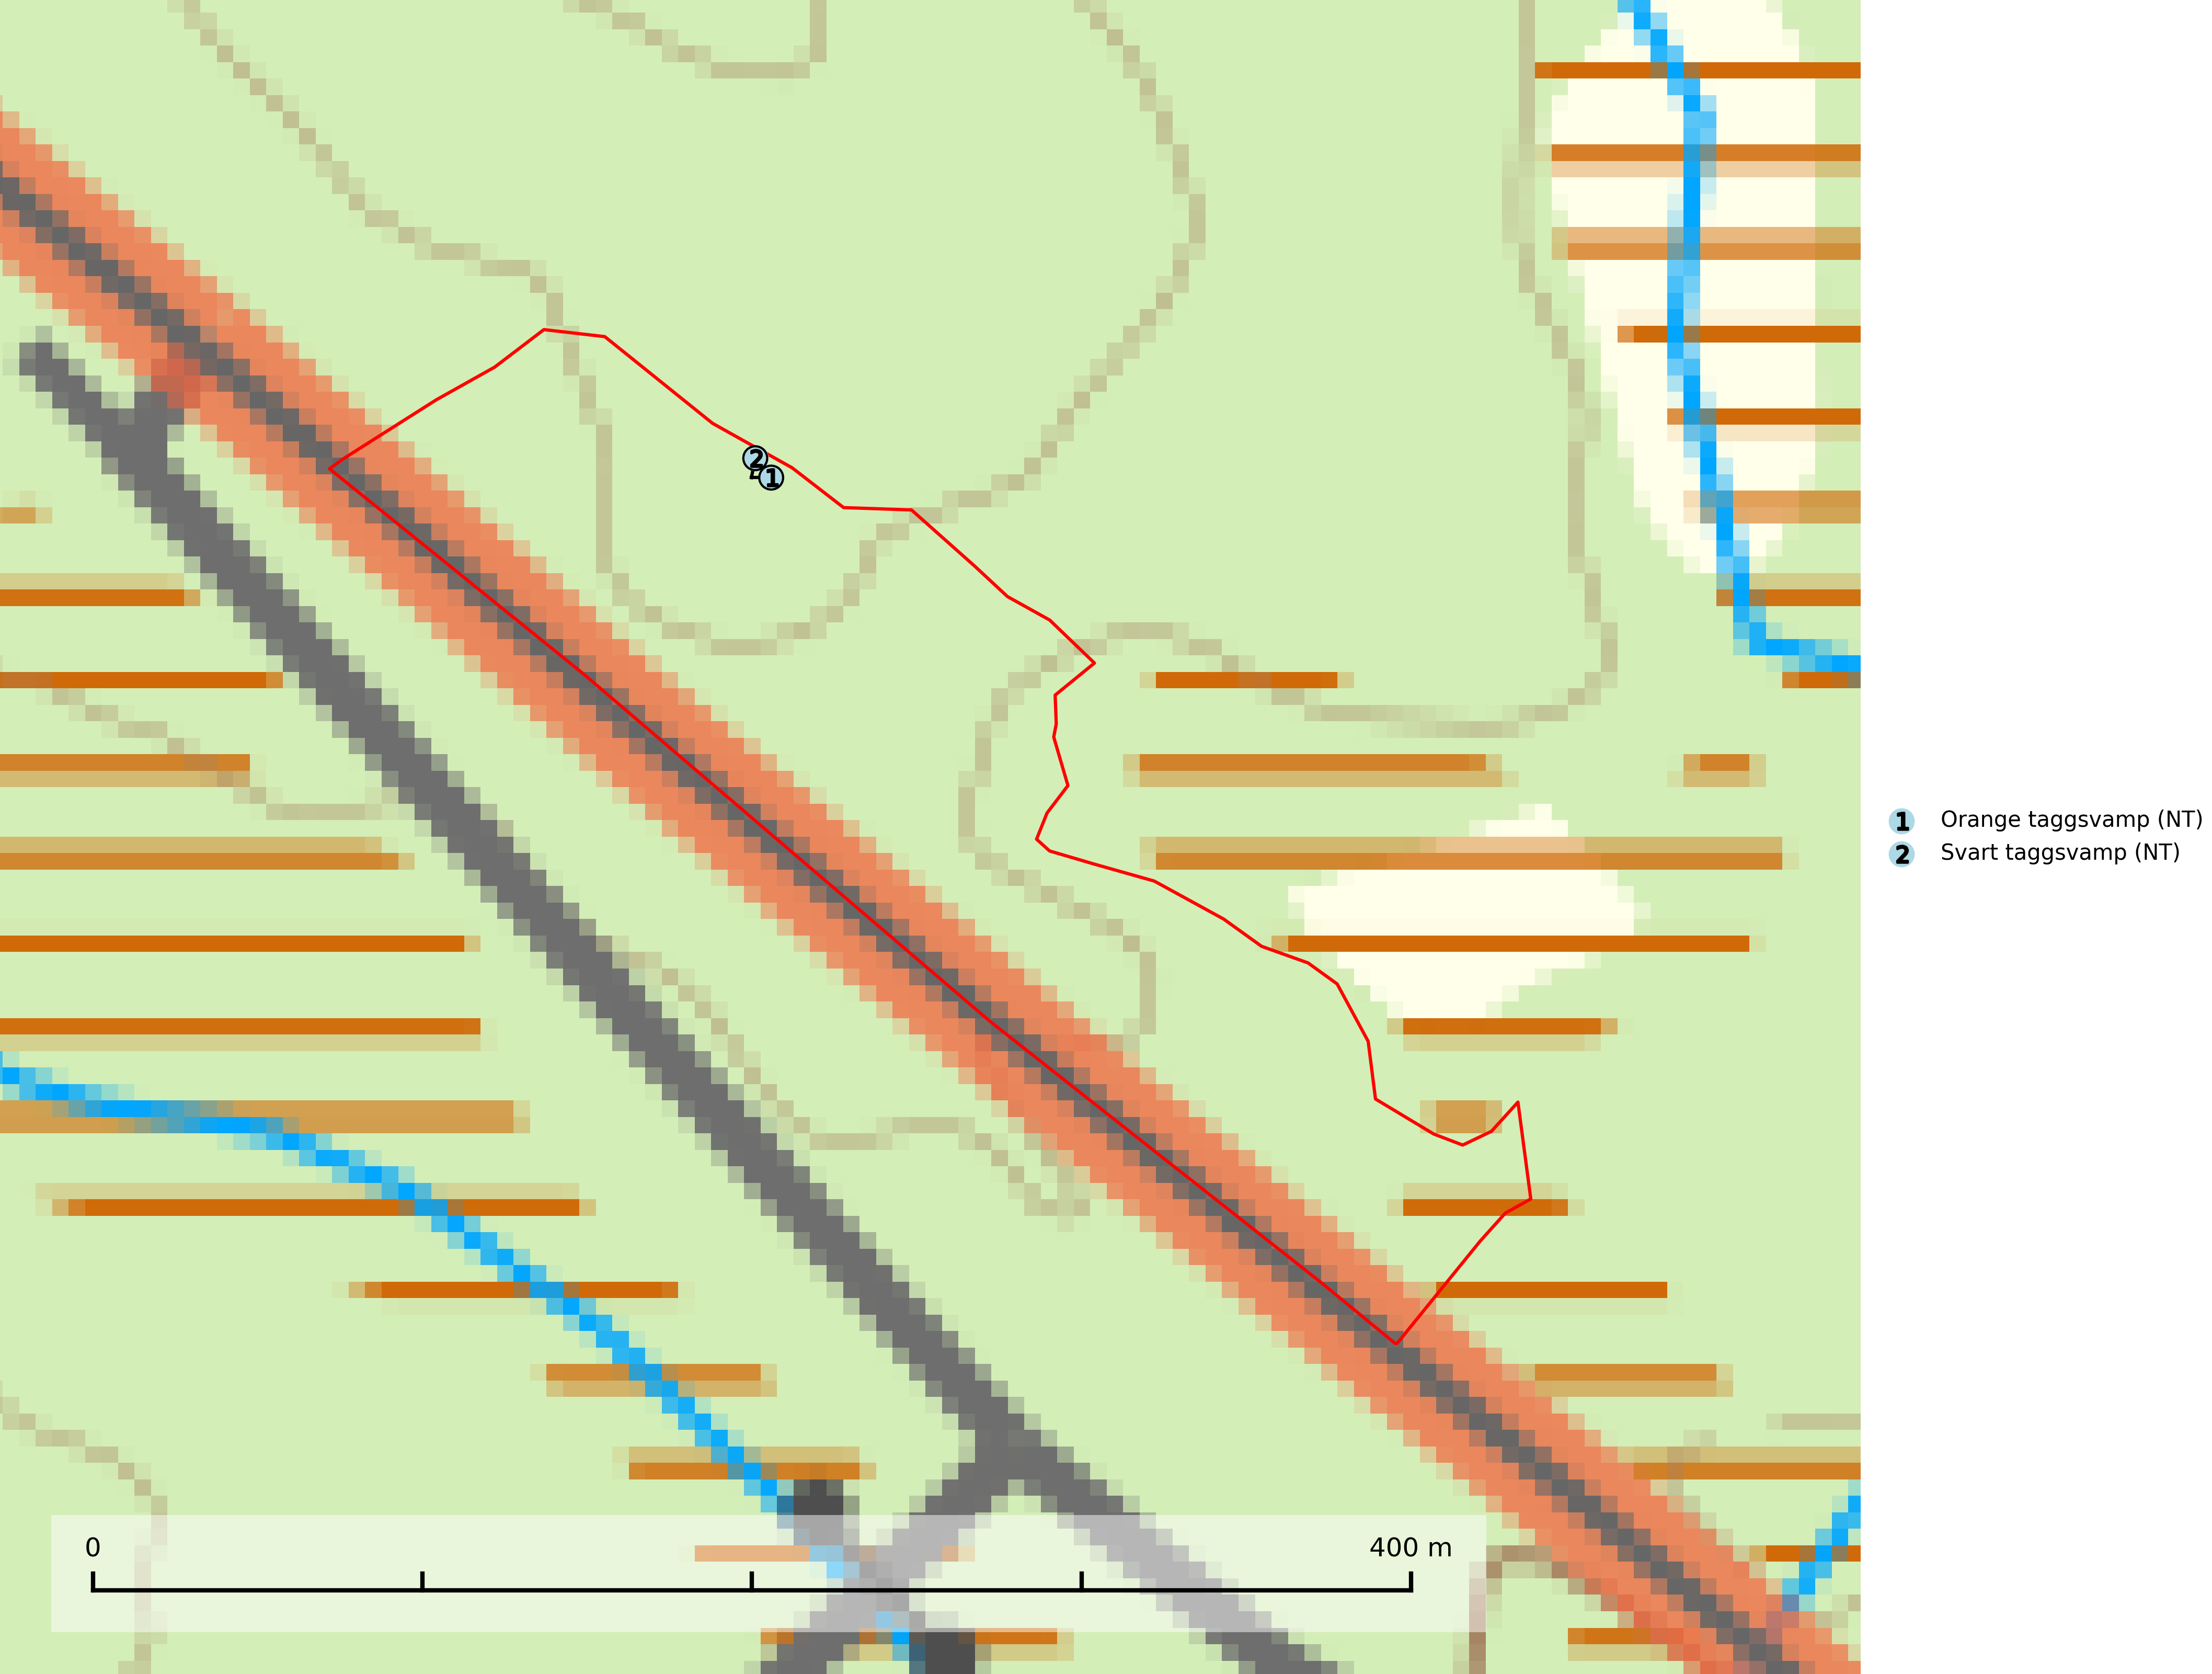 2
1
1 Orange taggsvamp (NT)
2 Svart taggsvamp (NT)
0 400 m